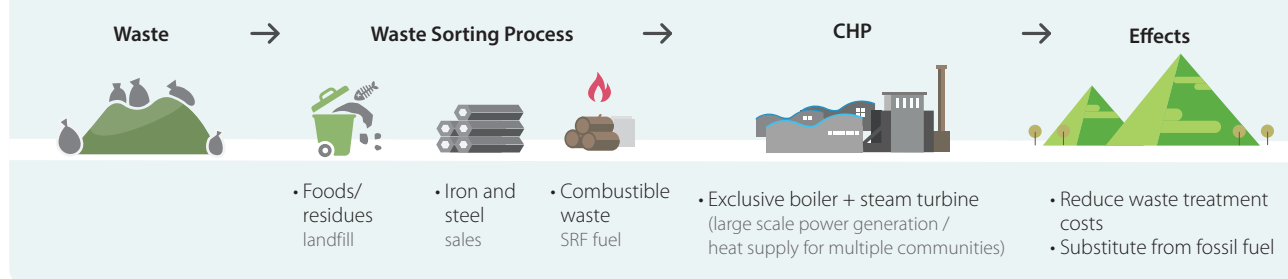 Waste → Waste Sorting Process → CHP → Effects
• Foods/
residues
landfill
• Iron and
steel
sales
• Combustible
waste
SRF fuel
• Exclusive boiler + steam turbine
(large scale power generation /
heat supply for multiple communities)
• Reduce waste treatment
costs
• Substitute from fossil fuel